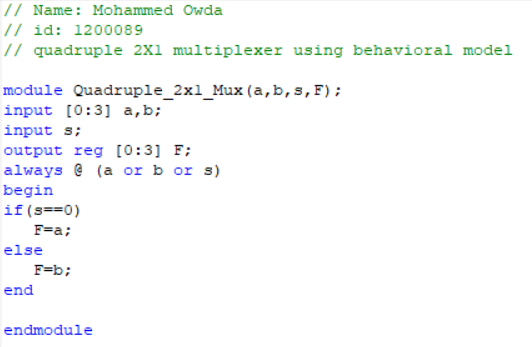 // Name: Mohammed Owda
// id: 1200089
// quadruple 2X1 multiplexer using behavioral model

module Quadruple_2x1_Mux(a,b,s,F);
input [0:3] a,b;
input s;
output reg [0:3] F;
always @ (a or b or s)
begin
if(s==0)
   F=a;
else
   F=b;
end

endmodule